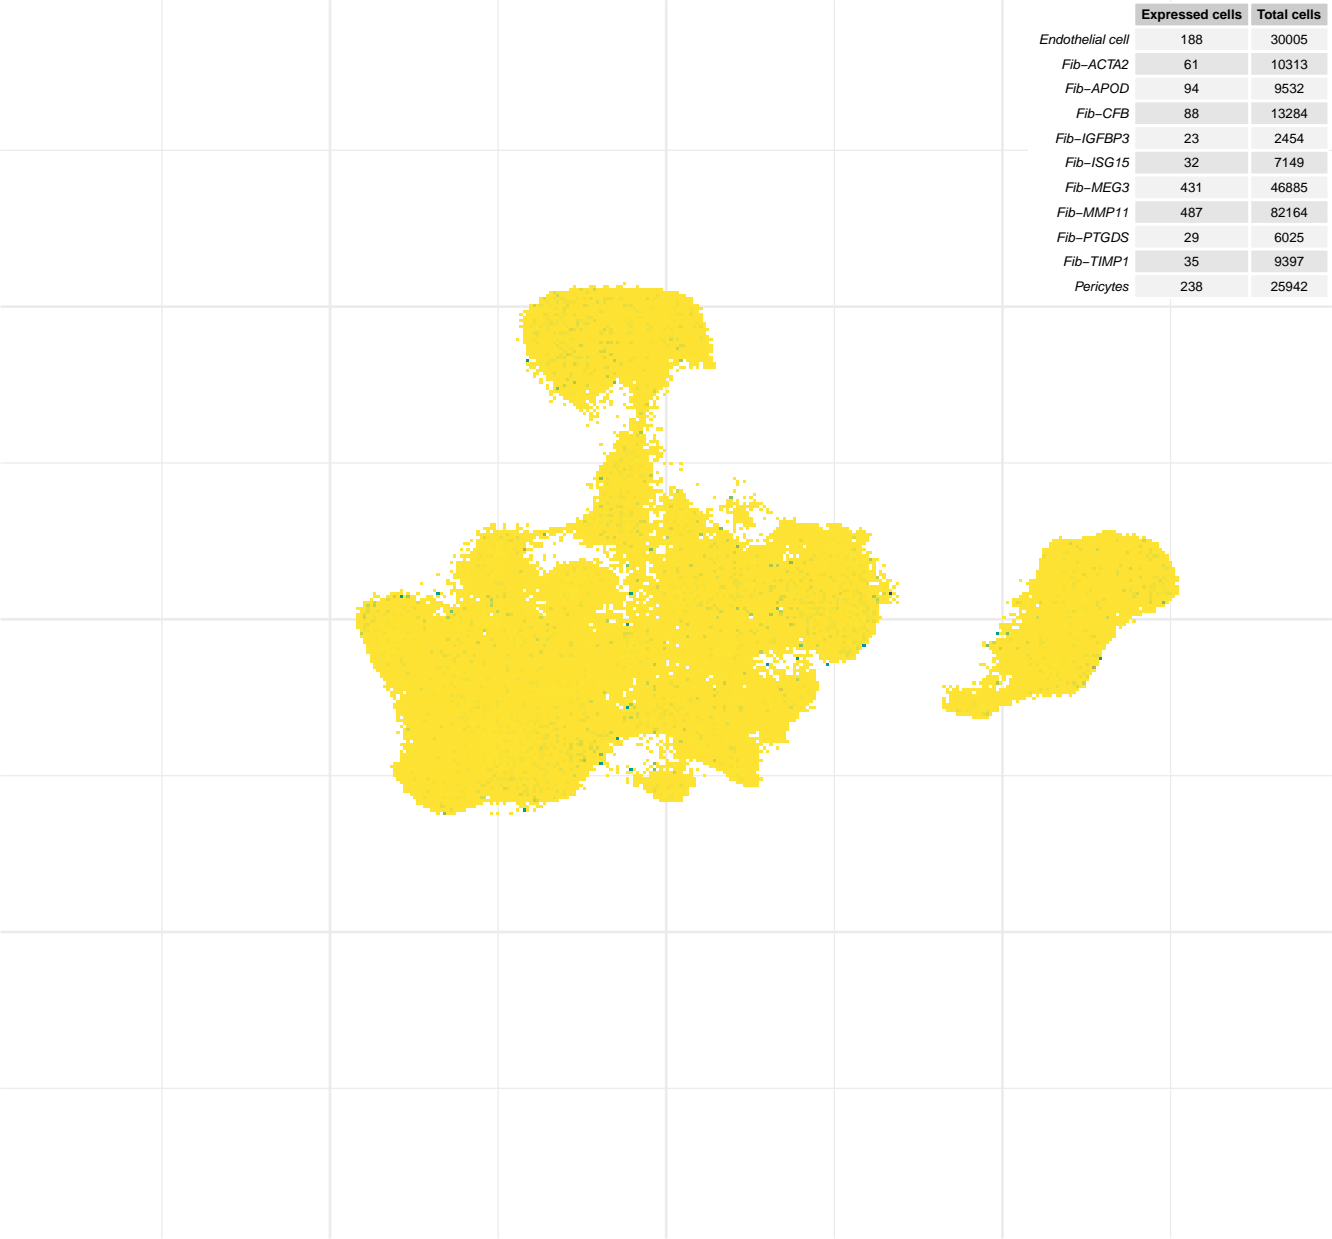 Expressed cells Total cells
Endothelial cell 188 30005
Fib−ACTA2 61 10313
Fib−APOD 94 9532
Fib−CFB 88 13284
Fib−IGFBP3 23 2454
Fib−ISG15 32 7149
Fib−MEG3 431 46885
Fib−MMP11 487 82164
Fib−PTGDS 29 6025
Fib−TIMP1 35 9397
Pericytes 238 25942